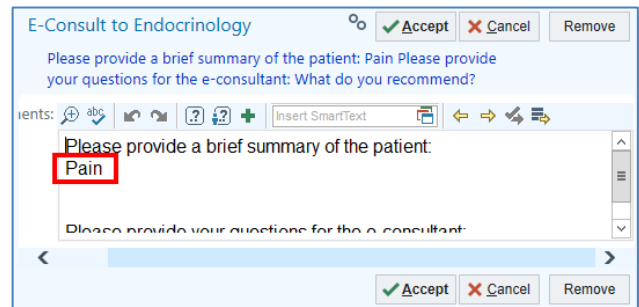 E-Consult to Endocrinology
Accept
Cancel
Remove
Please provide a brief summary of the patient: Pain Please provide
your questions for the e-consultant: What do you recommend?
ents:
abc
Insert SmartText
Please provide a brief summary of the patient:
Pain
Please provide your questions for the e-consultant:
Accept
Cancel
Remove